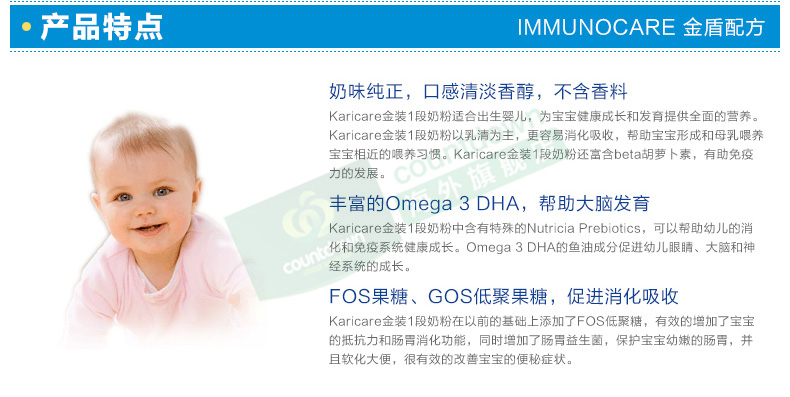 产品特点
IMMUNOCARE 金盾配方
奶味纯正，口感清淡香醇，不含香料
Karicare金装1段奶粉适合出生婴儿，为宝宝健康成长和发育提供全面的营养。
Karicare金装1段奶粉以乳清为主，更容易消化吸收，帮助宝宝形成和母乳喂养
宝宝相近的喂养习惯。Karicare金装1段奶粉还富含beta胡萝卜素，有助免疫
力的发展。
countdown
海外旗舰店
丰富的Omega 3 DHA，帮助大脑发育
Karicare金装1段奶粉中含有特殊的Nutricia Prebiotics，可以帮助幼儿的消
化和免疫系统健康成长。Omega 3 DHA的鱼油成分促进幼儿眼睛、大脑和神
经系统的成长。
countdown
FOS果糖、GOS低聚果糖，促进消化吸收
Karicare金装1段奶粉在以前的基础上添加了FOS低聚糖，有效的增加了宝宝
的抵抗力和肠胃消化功能，同时增加了肠胃益生菌，保护宝宝幼嫩的肠胃，并
且软化大便，很有效的改善宝宝的便秘症状。